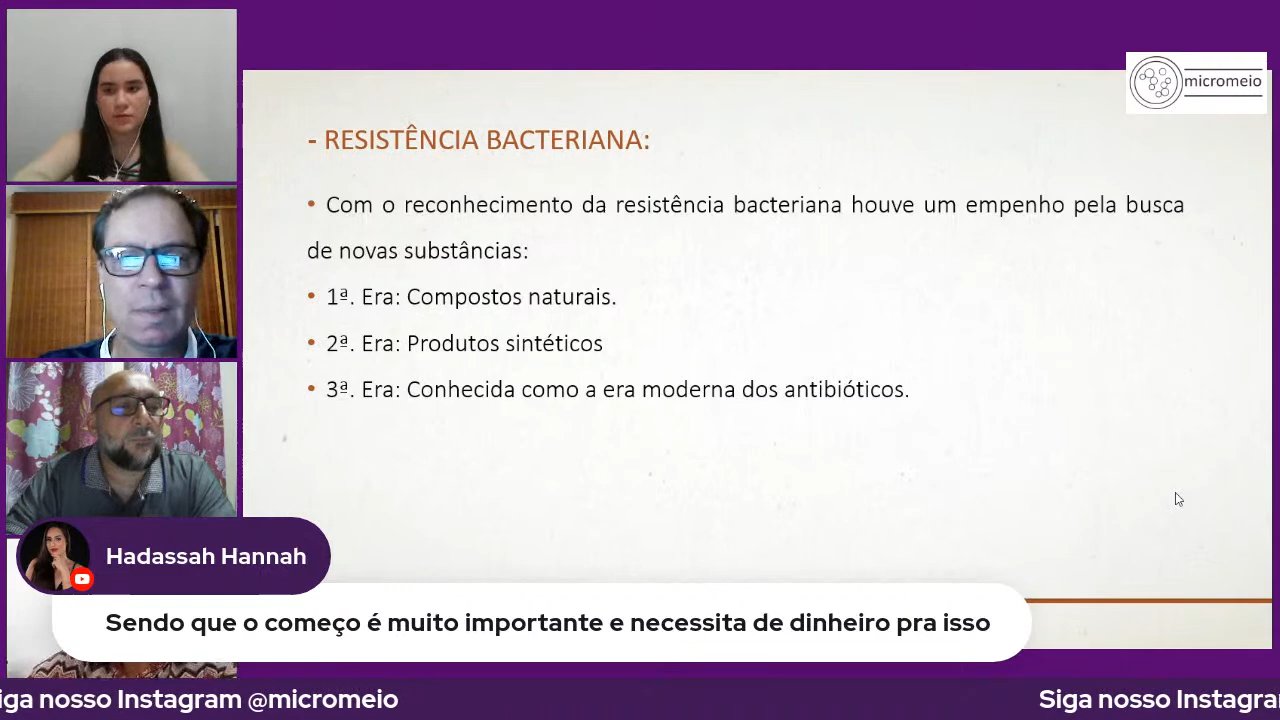 micromeio
- RESISTÊNCIA BACTERIANA:
• Com o reconhecimento da resistência bacteriana houve um empenho pela busca
de novas substâncias:
• 1ª. Era: Compostos naturais.
• 2ª. Era: Produtos sintéticos
• 3ª. Era: Conhecida como a era moderna dos antibióticos.
Hadassah Hannah
Sendo que o começo é muito importante e necessita de dinheiro pra isso
iga nosso Instagram @micromeio
Siga nosso Instagra